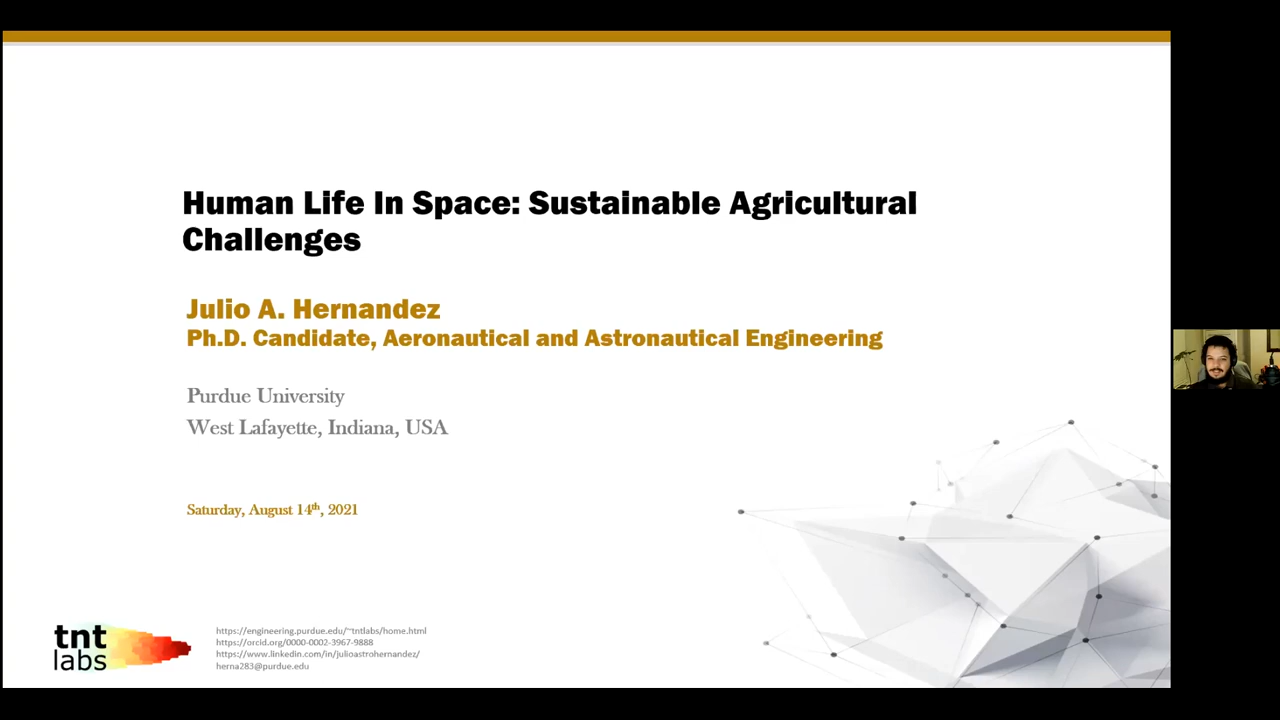 Human Life In Space: Sustainable Agricultural
Challenges
Julio A. Hernandez
Ph.D. Candidate, Aeronautical and Astronautical Engineering
Purdue University
West Lafayette, Indiana, USA
Saturday, August 14th, 2021
tnt
labs
https://engineering.purdue.edu/~tntlabs/home.html
https://orcid.org/0000-0002-3967-9888
https://www.linkedin.com/in/julioastrohernandez/
herna283@purdue.edu